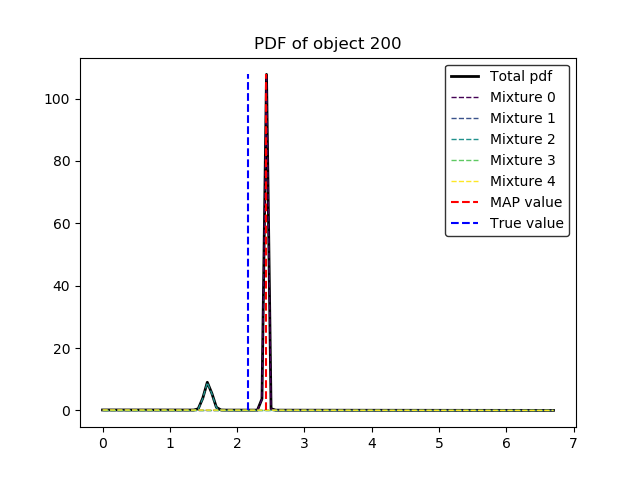 PDF of object 200
Total pdf
Mixture 0
Mixture 1
Mixture 2
Mixture 3
Mixture 4
MAP value
True value
100
80
60
40
20
0
0 1 2 3 4 5 6 7